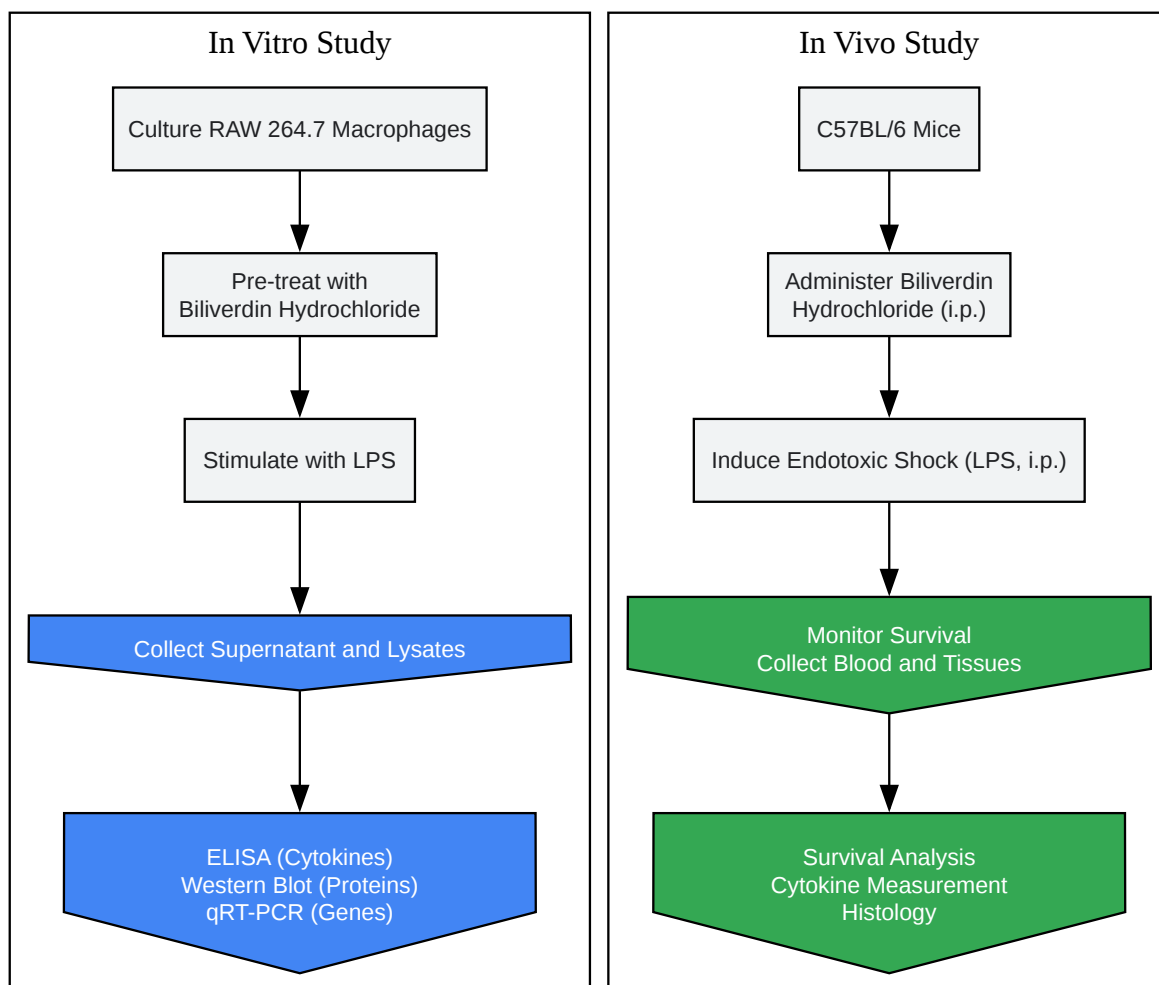 In Vitro Study
Culture RAW 264.7 Macrophages
Pre-treat with
Biliverdin Hydrochloride
Stimulate with LPS
Collect Supernatant and Lysates
ELISA (Cytokines)
Western Blot (Proteins)
qRT-PCR (Genes)
In Vivo Study
C57BL/6 Mice
Administer Biliverdin
Hydrochloride (i.p.)
Induce Endotoxic Shock (LPS, i.p.)
Monitor Survival
Collect Blood and Tissues
Survival Analysis
Cytokine Measurement
Histology